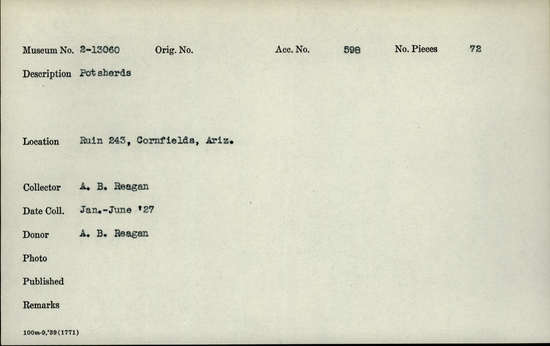 Museum No. 2-13060 Orig. No. Acc. No. 598 No. Pieces 72
Description Potsherds
Location Ruin 243, Cornfields, Ariz.
Collector A. B. Reagan
Date Coll. Jan.-June '27
Donor A. B. Reagan
Photo
Published
Remarks
100m-9,'39(1771)